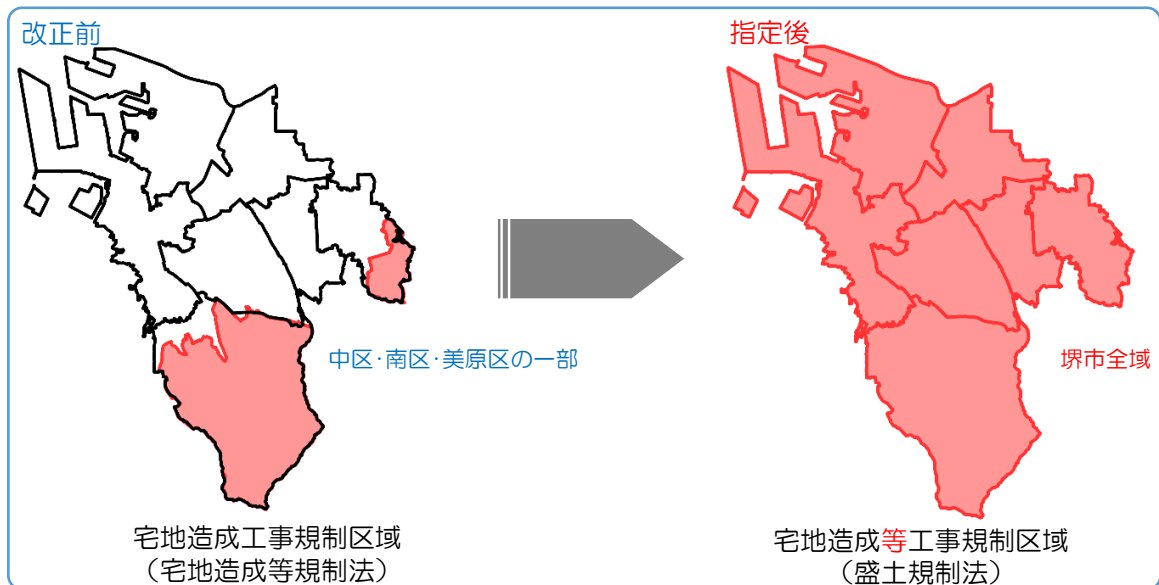 改正前
中区･南区･美原区の一部
宅地造成工事規制区域
（宅地造成等規制法）
指定後
堺市全域
宅地造成等工事規制区域
（盛土規制法）